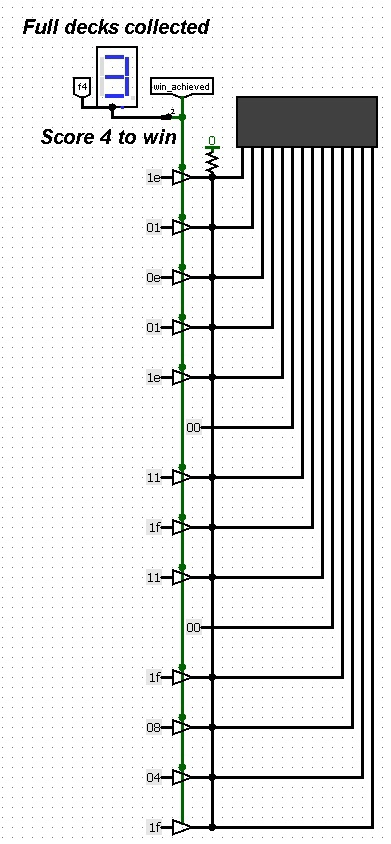 Full decks collected
3
f4
win_achieved
2
Score 4 to win
0
1e
01
0e
01
1e
00
11
1f
11
00
1f
08
04
1f